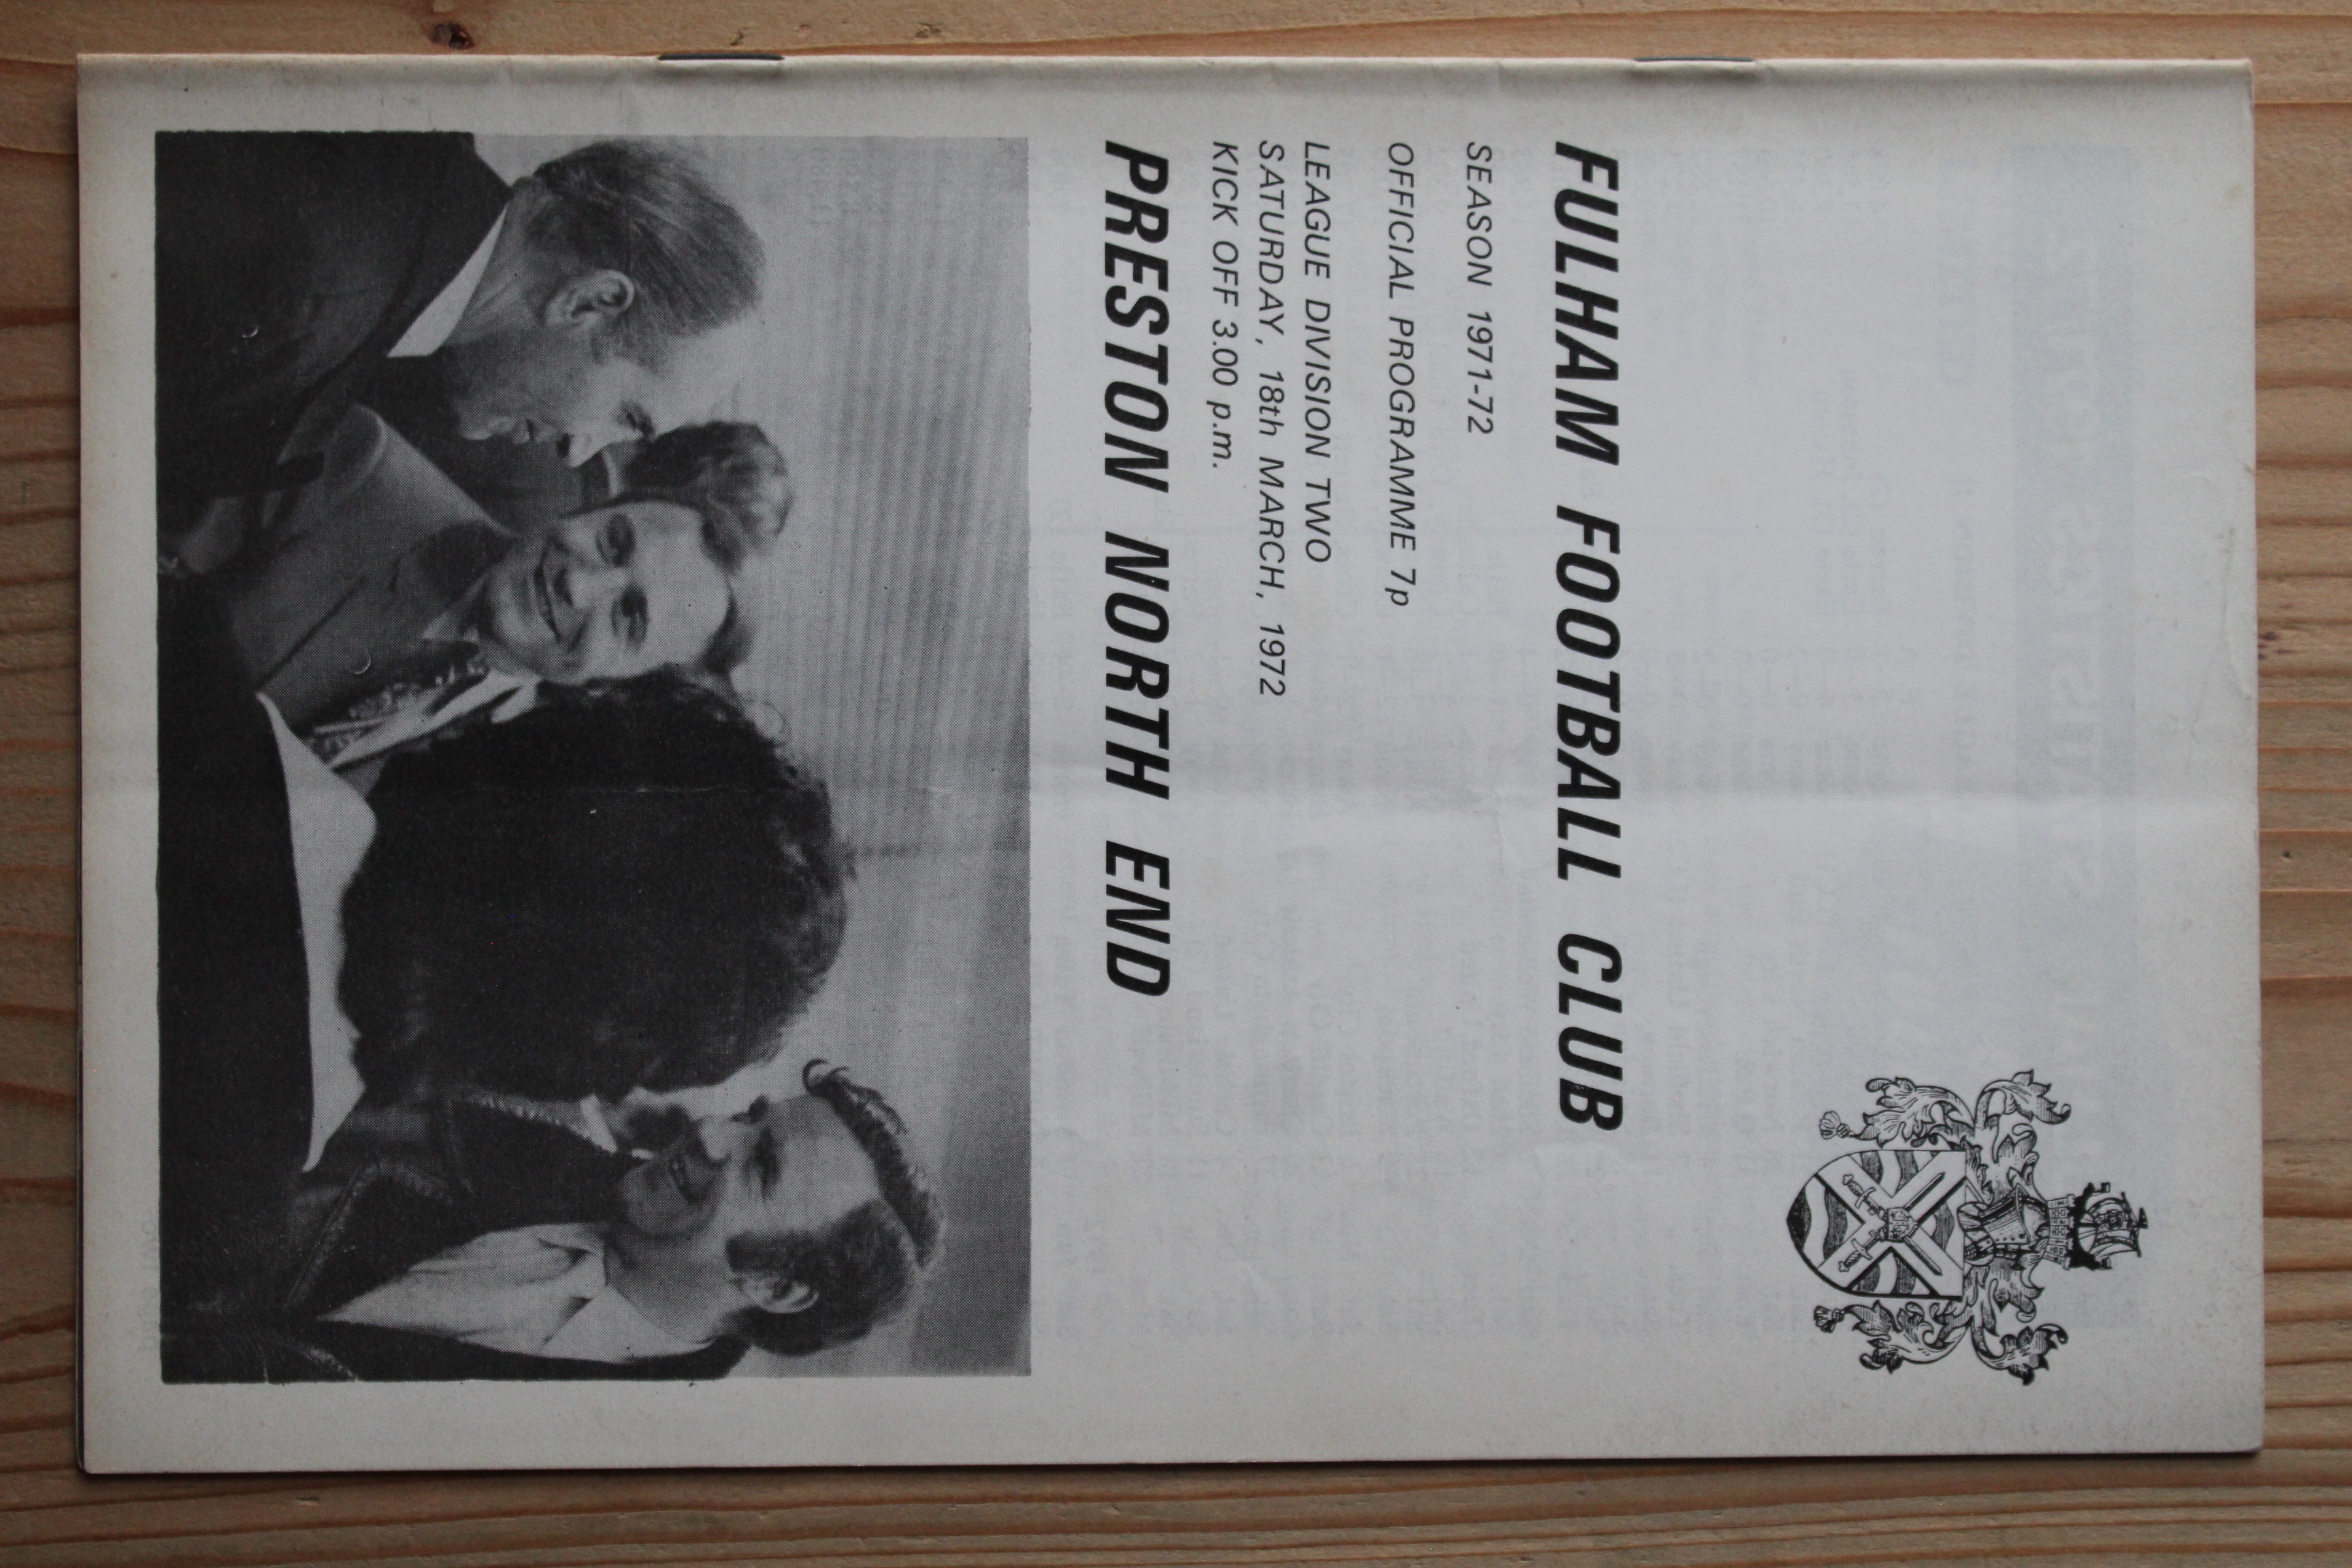 FULHAM FOOTBALL CLUB
SEASON 1971-72
OFFICIAL PROGRAMME 7p
LEAGUE DIVISION TWO
SATURDAY, 18th MARCH, 1972
KICK OFF 3.00 p.m.
PRESTON NORTH END